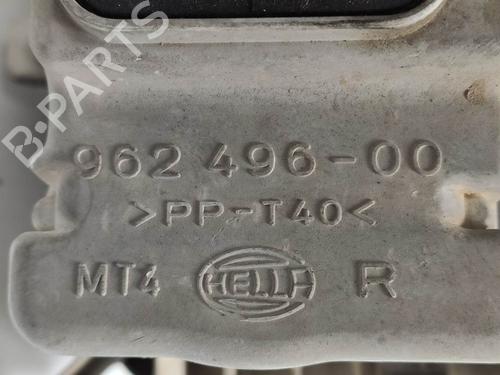 B-PARTS
962 496-00
>PP-T40<
MT4 HELLA R